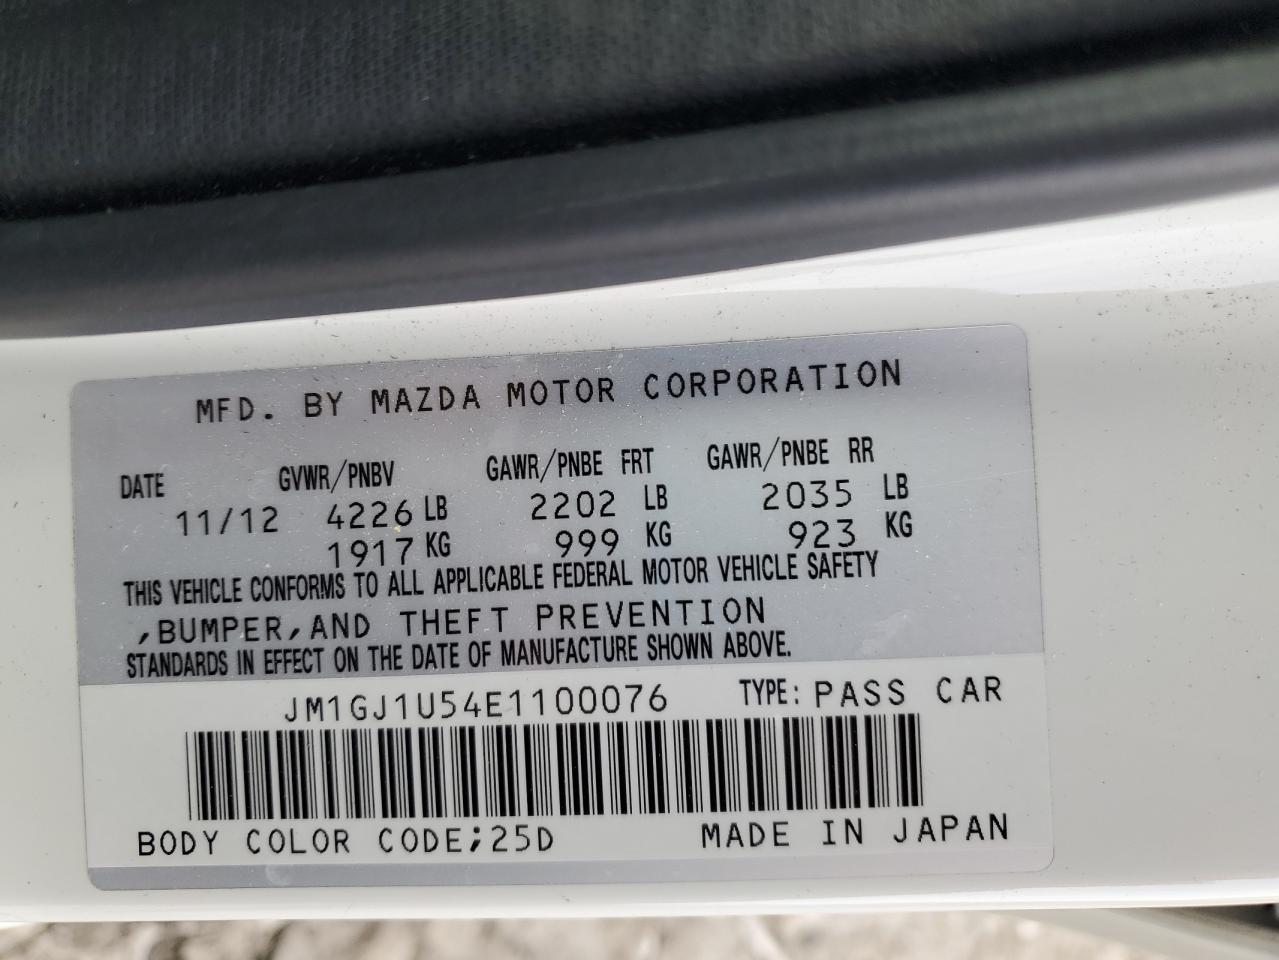 MFD. BY MAZDA MOTOR CORPORATION
DATE GVWR/PNBV GAWR/PNBE FRT GAWR/PNBE RR
11/12 4226 LB 2202 LB 2035 LB
1917 KG 999 KG 923 KG
THIS VEHICLE CONFORMS TO ALL APPLICABLE FEDERAL MOTOR VEHICLE SAFETY
,BUMPER,AND THEFT PREVENTION
STANDARDS IN EFFECT ON THE DATE OF MANUFACTURE SHOWN ABOVE.
JM1GJ1U54E1100076 TYPE: PASS CAR
BODY COLOR CODE;25D MADE IN JAPAN